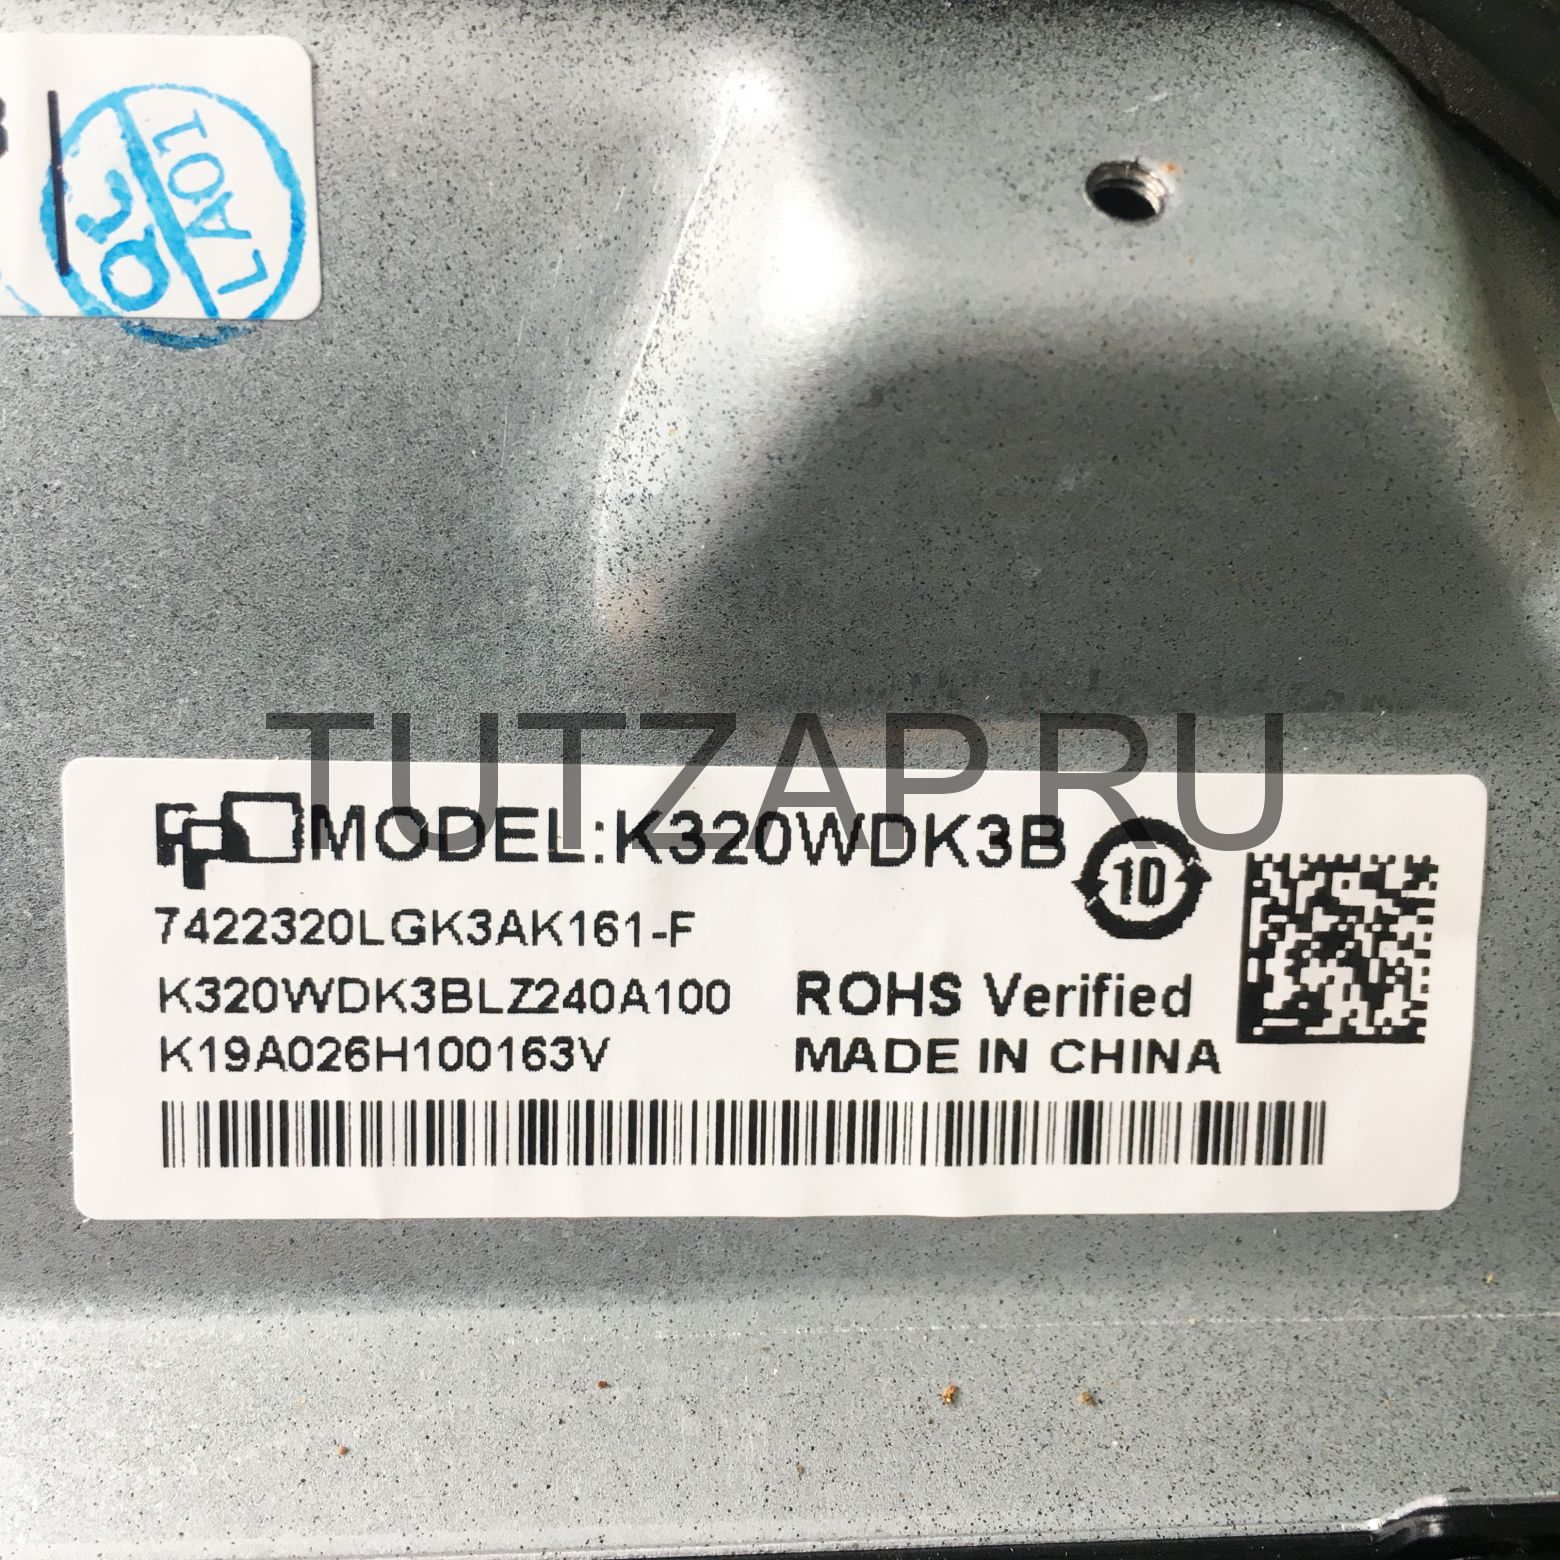 QC
LA01
TUTZAP.RU
MODEL:K320WDK3B
10
7422320LGK3AK161-F
K320WDK3BLZ240A100
ROHS Verified
K19A026H100163V
MADE IN CHINA